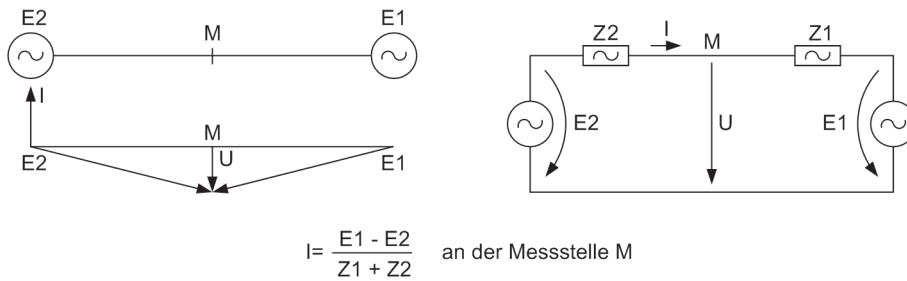 E2
M
E1
I
M
E2
U
E1
Z2
I
M
Z1
E2
U
E1
I= E1 - E2 / Z1 + Z2 an der Messstelle M